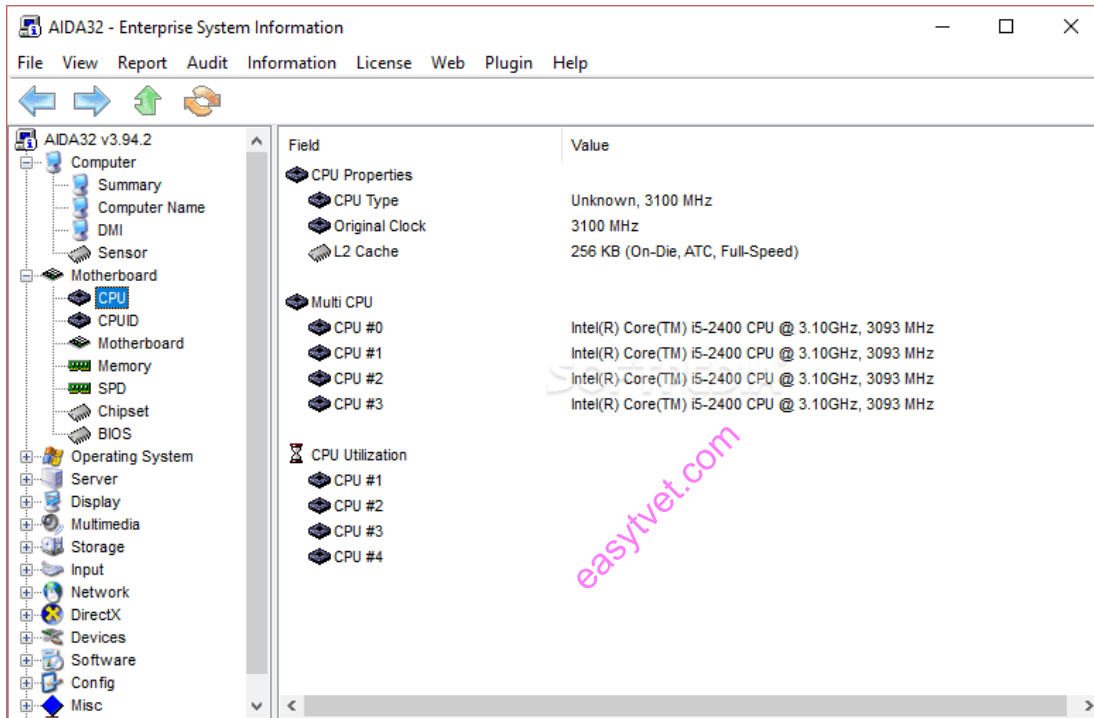 AIDA32 - Enterprise System Information
File View Report Audit Information License Web Plugin Help
AIDA32 v3.94.2
Computer
Summary
Computer Name
DMI
Sensor
Motherboard
CPU
CPUID
Motherboard
Memory
SPD
Chipset
BIOS
Operating System
Server
Display
Multimedia
Storage
Input
Network
DirectX
Devices
Software
Config
Misc
Field Value
CPU Properties
CPU Type Unknown, 3100 MHz
Original Clock 3100 MHz
L2 Cache 256 KB (On-Die, ATC, Full-Speed)
Multi CPU
CPU #0 Intel(R) Core(TM) i5-2400 CPU @ 3.10GHz, 3093 MHz
CPU #1 Intel(R) Core(TM) i5-2400 CPU @ 3.10GHz, 3093 MHz
CPU #2 Intel(R) Core(TM) i5-2400 CPU @ 3.10GHz, 3093 MHz
CPU #3 Intel(R) Core(TM) i5-2400 CPU @ 3.10GHz, 3093 MHz
SOFTPEDIA
CPU Utilization
CPU #1
CPU #2
CPU #3
CPU #4
easytvet.com